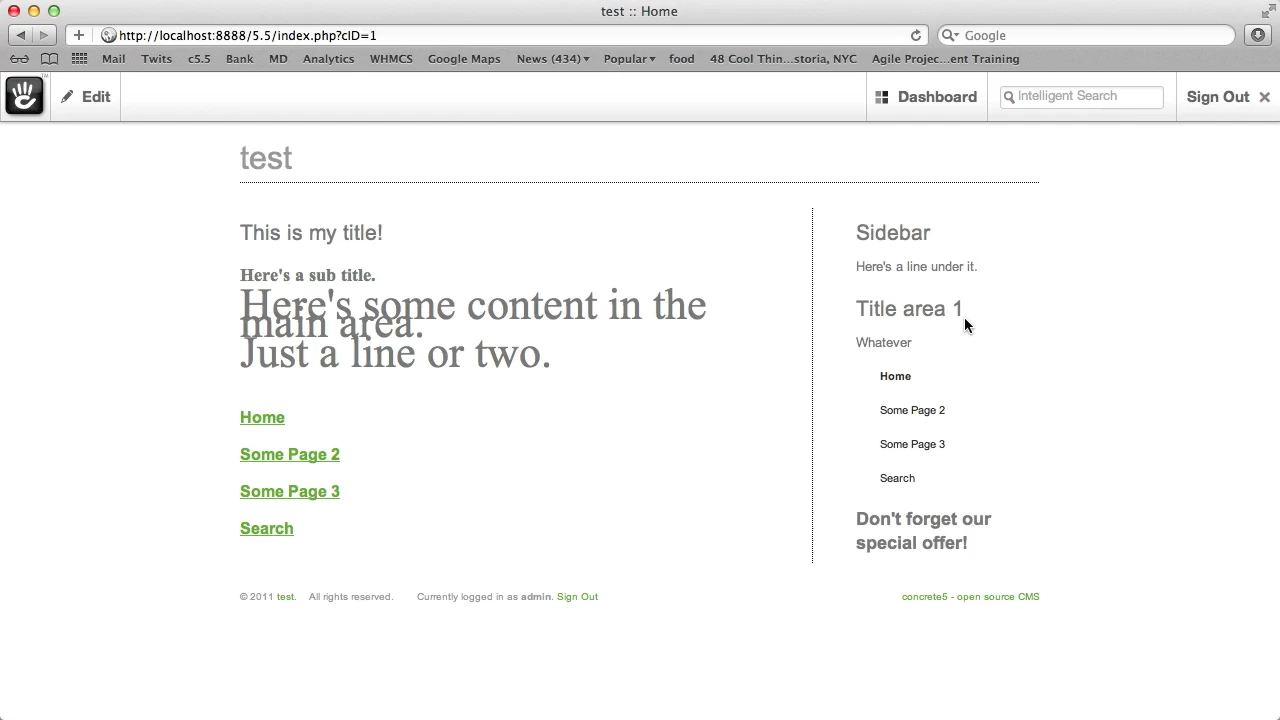 test :: Home
http://localhost:8888/5.5/index.php?cID=1
Google
Mail Twits c5.5 Bank MD Analytics WHMCS Google Maps News (434) Popular food 48 Cool Thin...storia, NYC Agile Projec...ent Training
Edit
Dashboard
Intelligent Search
Sign Out
test
This is my title!
Here's a sub title.
Here's some content in the
main area.
Just a line or two.
Home
Some Page 2
Some Page 3
Search
Sidebar
Here's a line under it.
Title area 1
Whatever
Home
Some Page 2
Some Page 3
Search
Don't forget our
special offer!
© 2011 test. All rights reserved. Currently logged in as admin. Sign Out
concrete5 - open source CMS